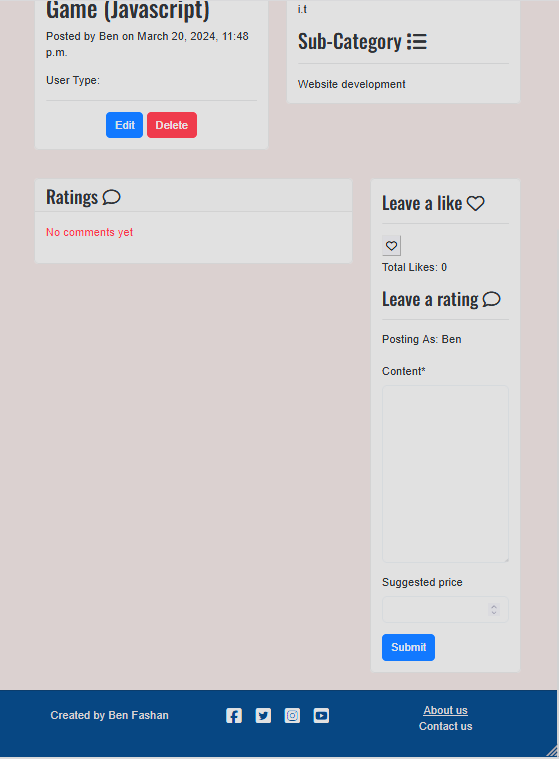 Game (Javascript)
Posted by Ben on March 20, 2024, 11:48
p.m.
User Type:
Edit
Delete
i.t
Sub-Category
Website development
Ratings
No comments yet
Leave a like
Total Likes: 0
Leave a rating
Posting As: Ben
Content*
Suggested price
Submit
Created by Ben Fashan
About us
Contact us